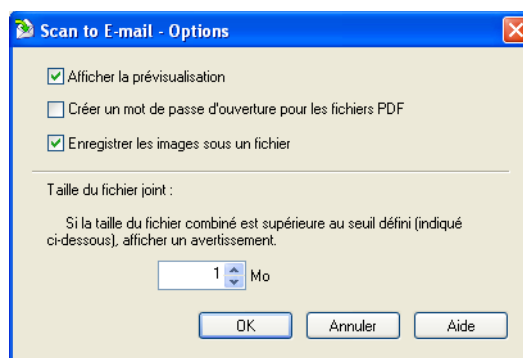 Scan to E-mail - Options
Afficher la prévisualisation
Créer un mot de passe d'ouverture pour les fichiers PDF
Enregistrer les images sous un fichier
Taille du fichier joint :
Si la taille du fichier combiné est supérieure au seuil défini (indiqué
ci-dessous), afficher un avertissement.
1 Mo
OK Annuler Aide